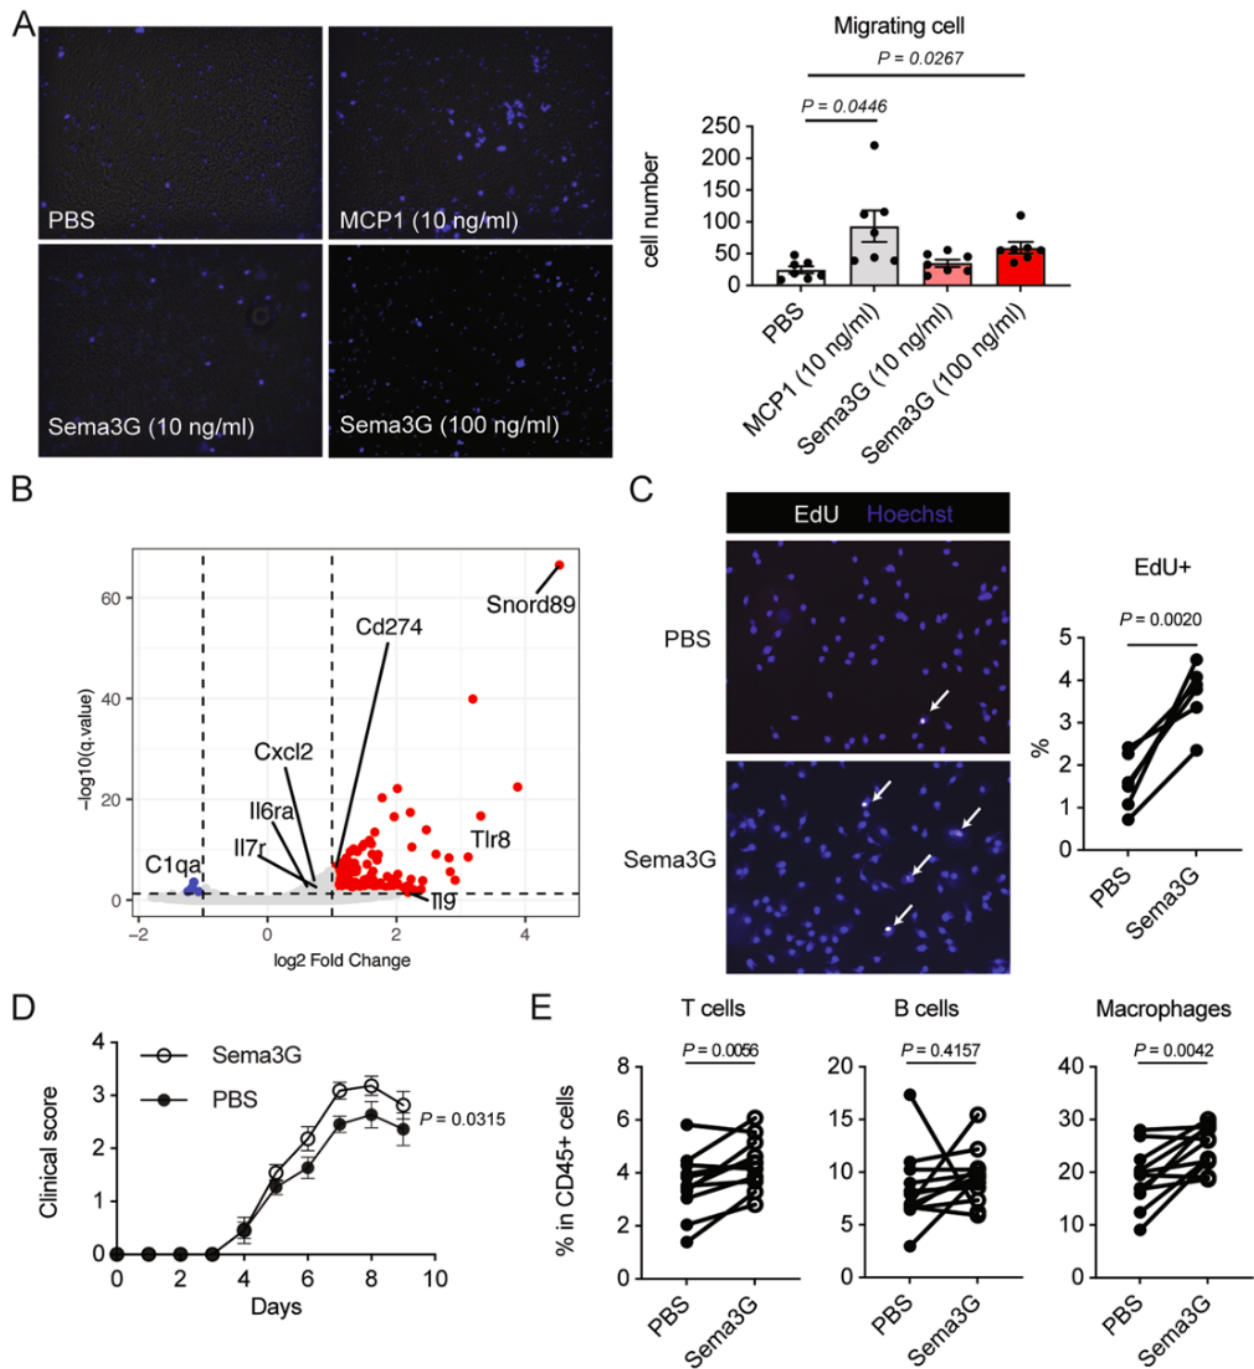 A
PBS
MCP1 (10 ng/ml)
Sema3G (10 ng/ml)
Sema3G (100 ng/ml)
Migrating cell
P = 0.0267
P = 0.0446
cell number
250
200
150
100
50
0
PBS
MCP1 (10 ng/ml)
Sema3G (10 ng/ml)
Sema3G (100 ng/ml)
B
-log10(q.value)
60
40
20
0
Snord89
Cd274
Cxcl2
Il6ra
Il7r
C1qa
Tlr8
Il9
-2
0
2
4
log2 Fold Change
C
EdU Hoechst
PBS
Sema3G
EdU+
P = 0.0020
%
5
4
3
2
1
0
PBS
Sema3G
D
Clinical score
4
3
2
1
0
Sema3G
PBS
P = 0.0315
0 2 4 6 8 10
Days
E
% in CD45+ cells
T cells
P = 0.0056
8
6
4
2
0
PBS
Sema3G
B cells
P = 0.4157
20
15
10
5
0
PBS
Sema3G
Macrophages
P = 0.0042
40
30
20
10
0
PBS
Sema3G